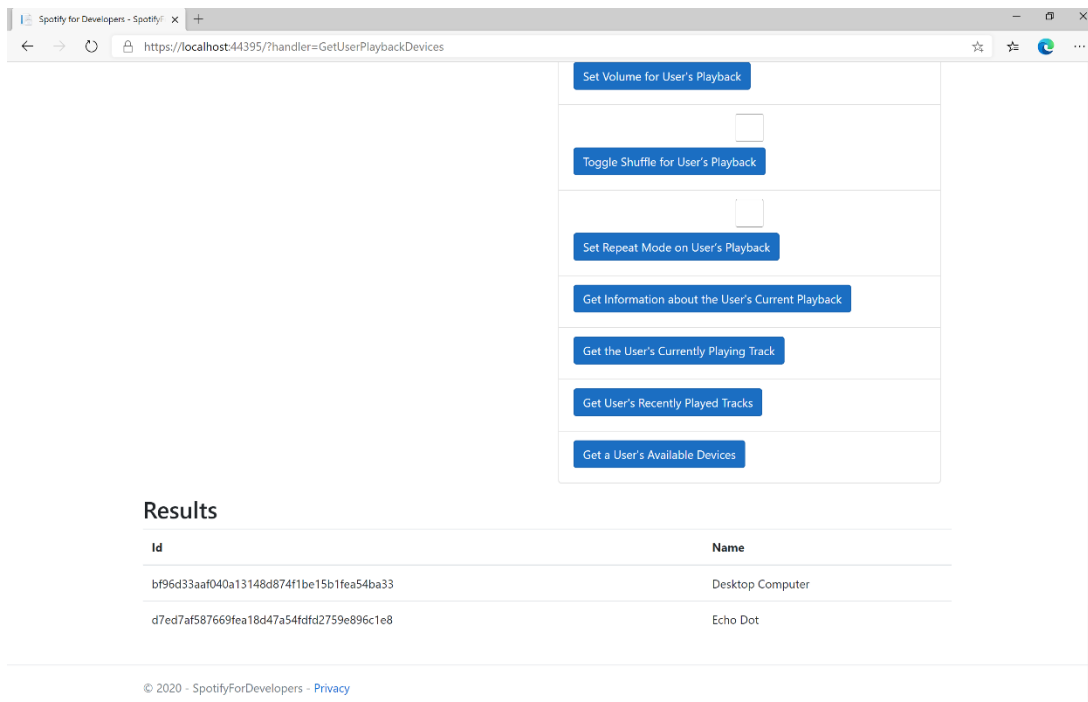 Spotify for Developers - SpotifyF
https://localhost:44395/?handler=GetUserPlaybackDevices
Set Volume for User's Playback
Toggle Shuffle for User's Playback
Set Repeat Mode on User's Playback
Get Information about the User's Current Playback
Get the User's Currently Playing Track
Get User's Recently Played Tracks
Get a User's Available Devices
Results
Id Name
bf96d33aaf040a13148d874f1be15b1fea54ba33 Desktop Computer
d7ed7af587669fea18d47a54fdfd2759e896c1e8 Echo Dot
© 2020 - SpotifyForDevelopers - Privacy